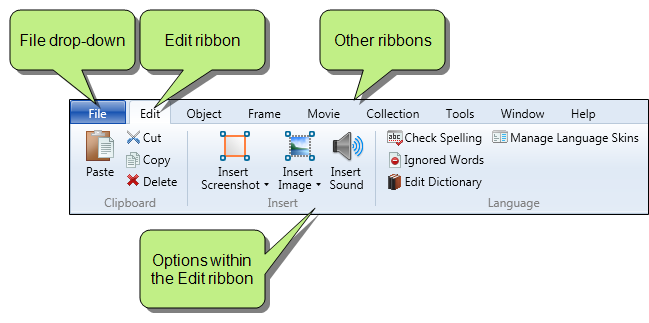 File drop-down
Edit ribbon
Other ribbons
File Edit Object Frame Movie Collection Tools Window Help
Paste
Cut
Copy
Delete
Clipboard
Insert
Screenshot
Insert
Image
Insert
Sound
Insert
Check Spelling
Ignored Words
Edit Dictionary
Manage Language Skins
Language
Options within
the Edit ribbon